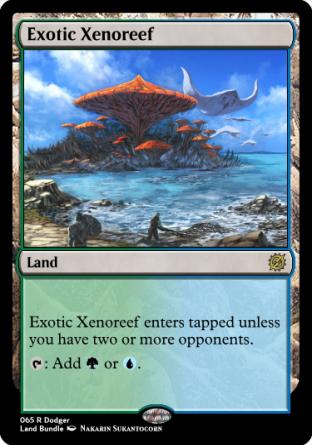 Exotic Xenoreef
Land
Exotic Xenoreef enters tapped unless
you have two or more opponents.
: Add or .
065 R Dodger
Land Bundle Nakarin Sukantocorn